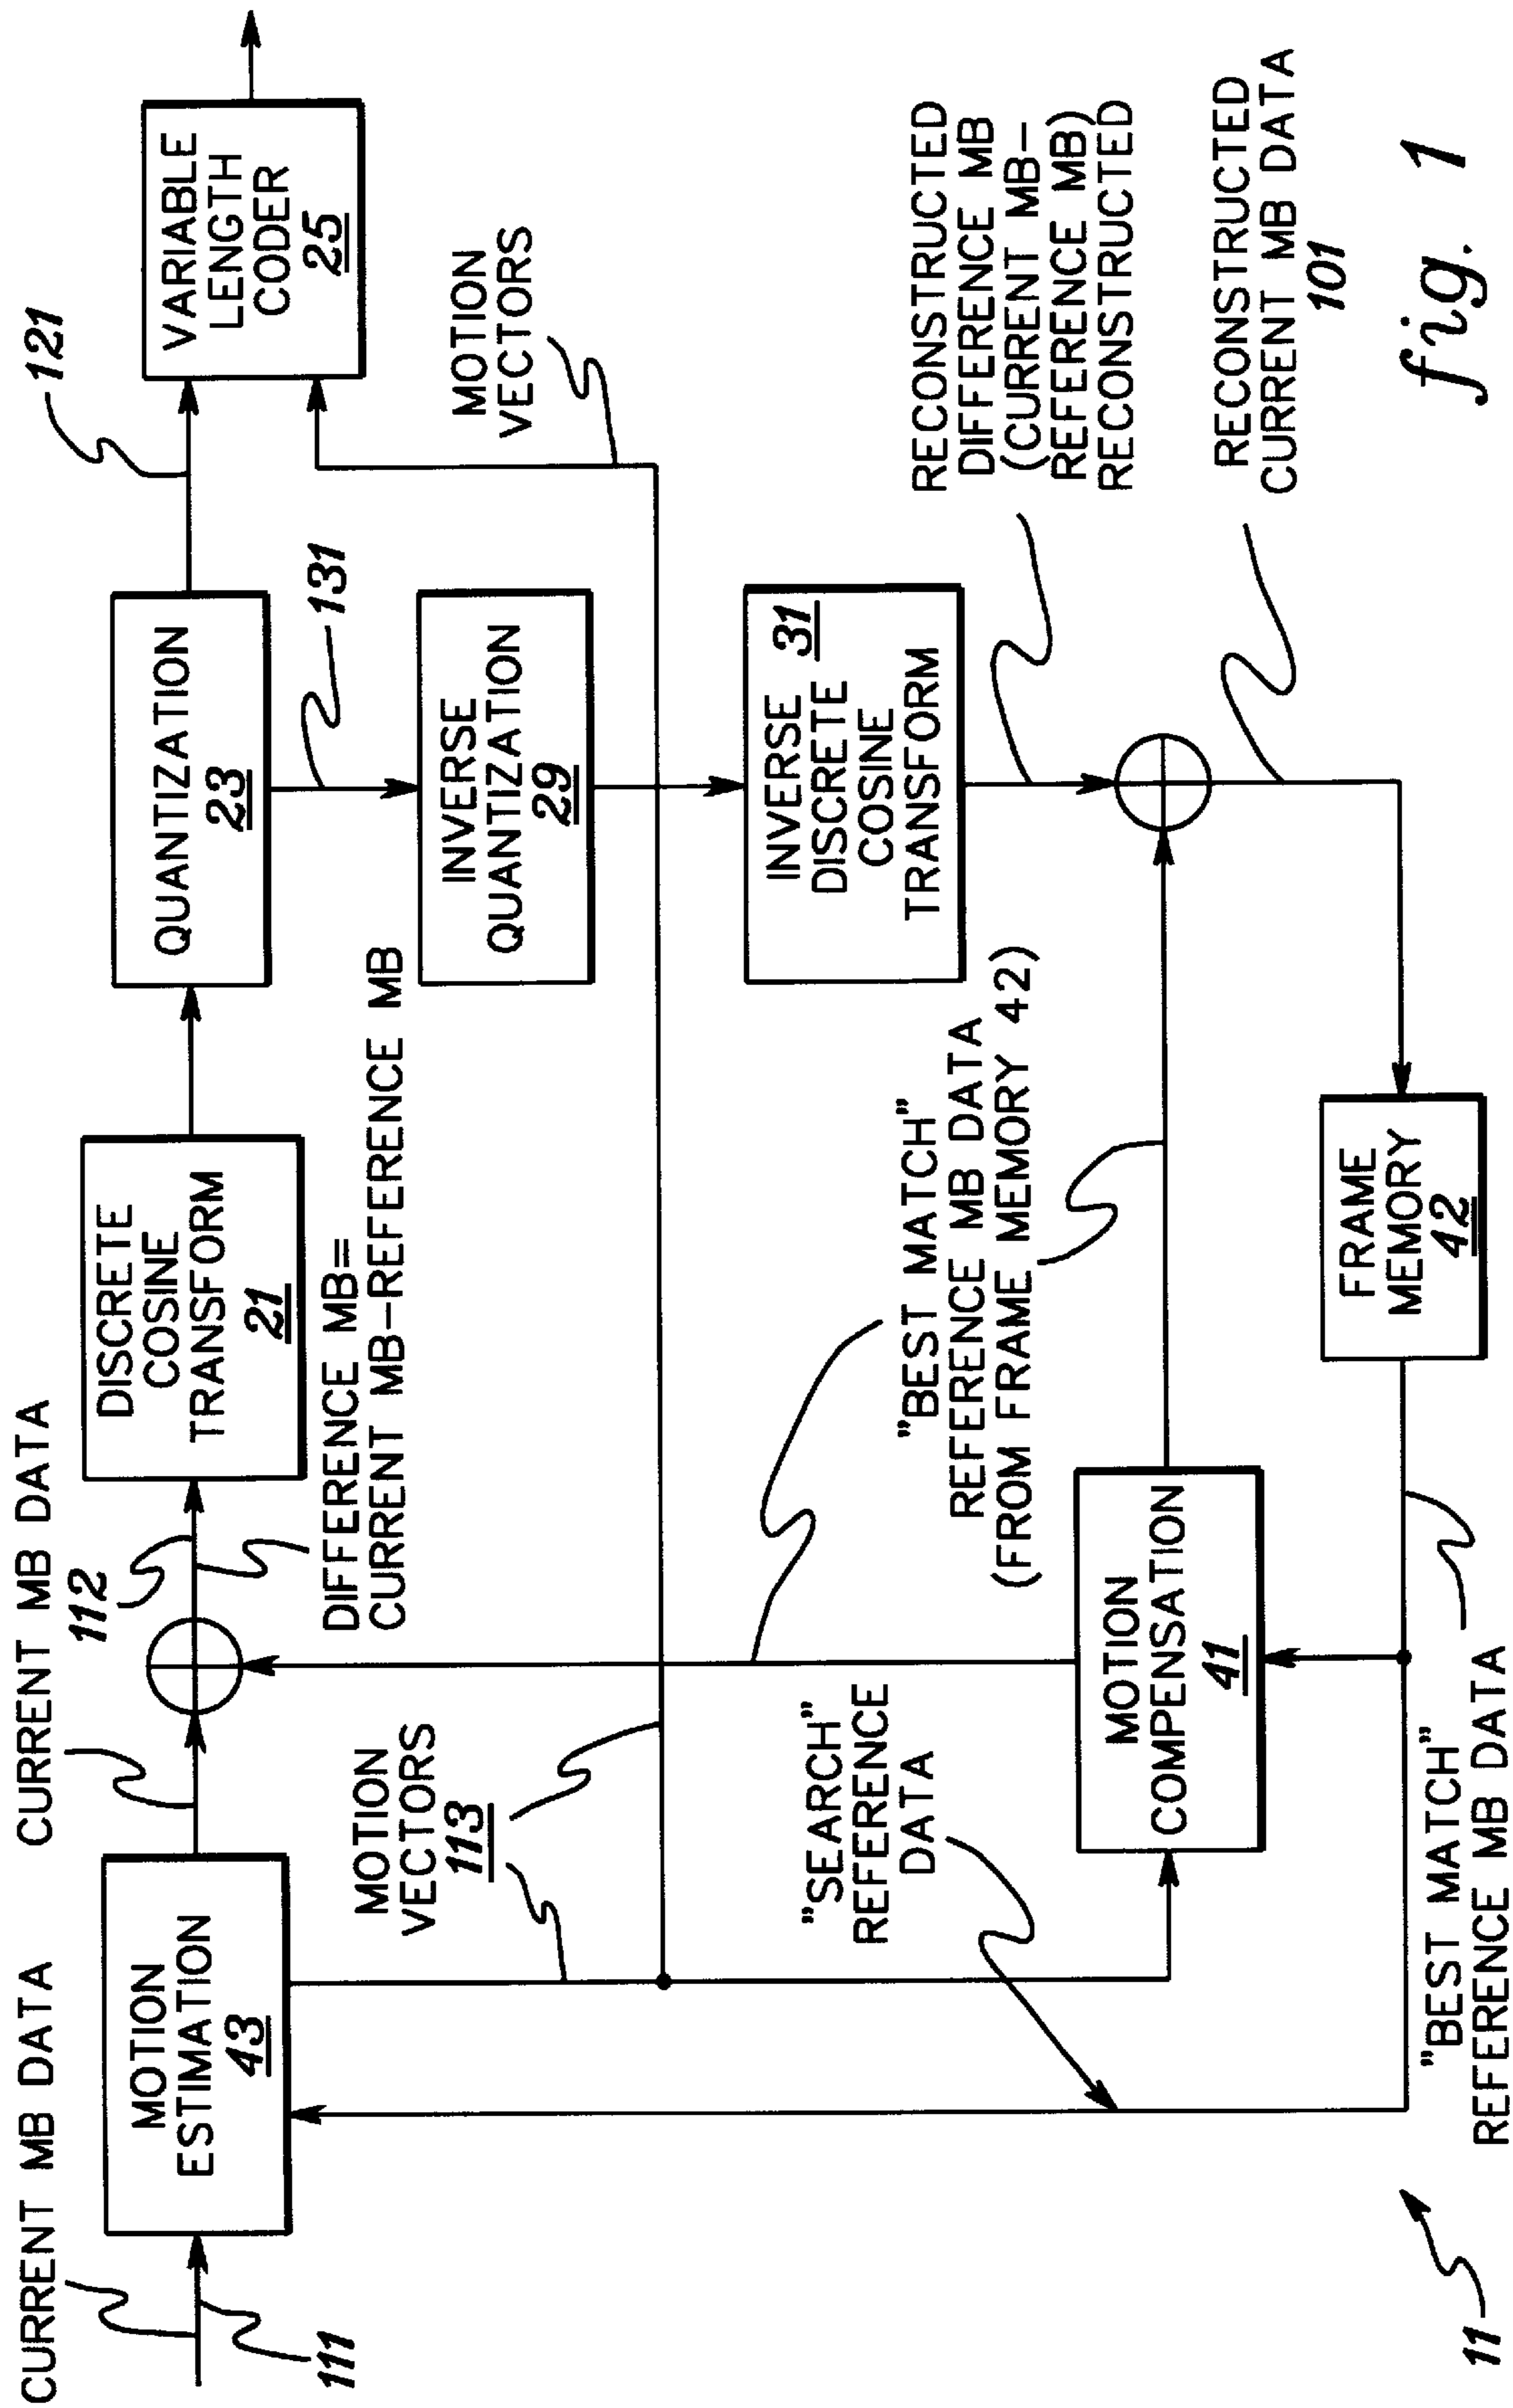 CURRENT MB DATA
CURRENT MB DATA
111
MOTION
ESTIMATION
43
112
DISCRETE
COSINE
TRANSFORM
21
DIFFERENCE MB=
CURRENT MB-REFERENCE MB
QUANTIZATION
23
121
VARIABLE
LENGTH
CODER
25
131
INVERSE
QUANTIZATION
29
MOTION
VECTORS
MOTION
VECTORS
113
"SEARCH"
REFERENCE
DATA
"BEST MATCH"
REFERENCE MB DATA
(FROM FRAME MEMORY 42)
INVERSE
DISCRETE 31
COSINE
TRANSFORM
RECONSTRUCTED
DIFFERENCE MB
(CURRENT MB-
REFERENCE MB)
RECONSTRUCTED
MOTION
COMPENSATION
41
FRAME
MEMORY
42
RECONSTRUCTED
CURRENT MB DATA
101
"BEST MATCH"
REFERENCE MB DATA
11
fig. 1